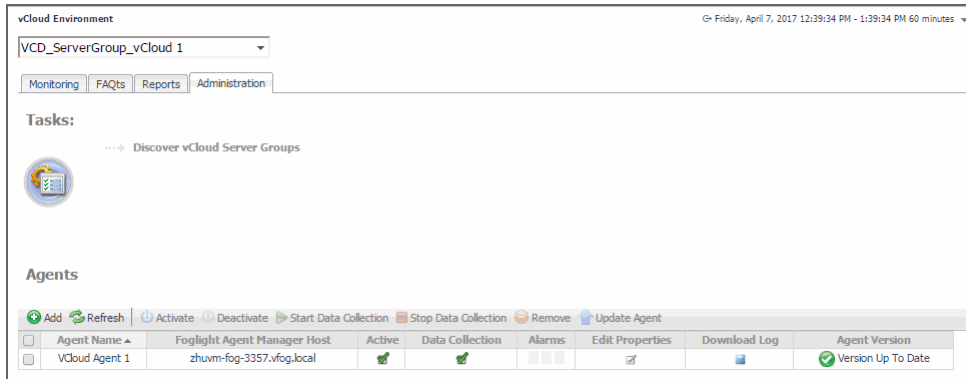 vCloud Environment
Friday, April 7, 2017 12:39:34 PM - 1:39:34 PM 60 minutes
VCD_ServerGroup_vCloud 1
Monitoring FAQts Reports Administration
Tasks:
Discover vCloud Server Groups
Agents
Add Refresh Activate Deactivate Start Data Collection Stop Data Collection Remove Update Agent
Agent Name Foglight Agent Manager Host Active Data Collection Alarms Edit Properties Download Log Agent Version
VCloud Agent 1 zhuvm-fog-3357.vfog.local Version Up To Date